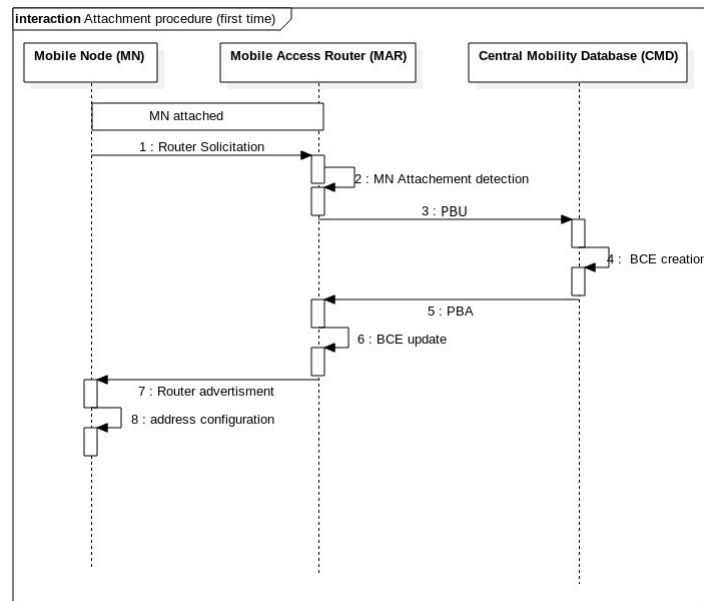 interaction Attachment procedure (first time)
Mobile Node (MN)
Mobile Access Router (MAR)
Central Mobility Database (CMD)
MN attached
1 : Router Solicitation
2 : MN Attachement detection
3 : PBU
4 : BCE creation
5 : PBA
6 : BCE update
7 : Router advertisment
8 : address configuration